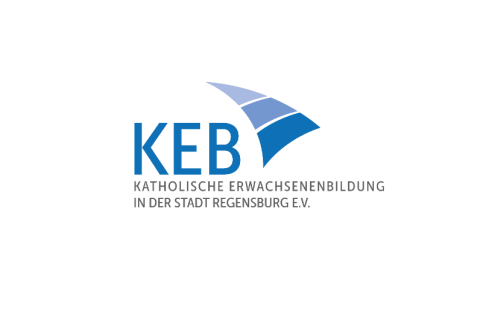 KEB
KATHOLISCHE ERWACHSENENBILDUNG
IN DER STADT REGENSBURG E.V.